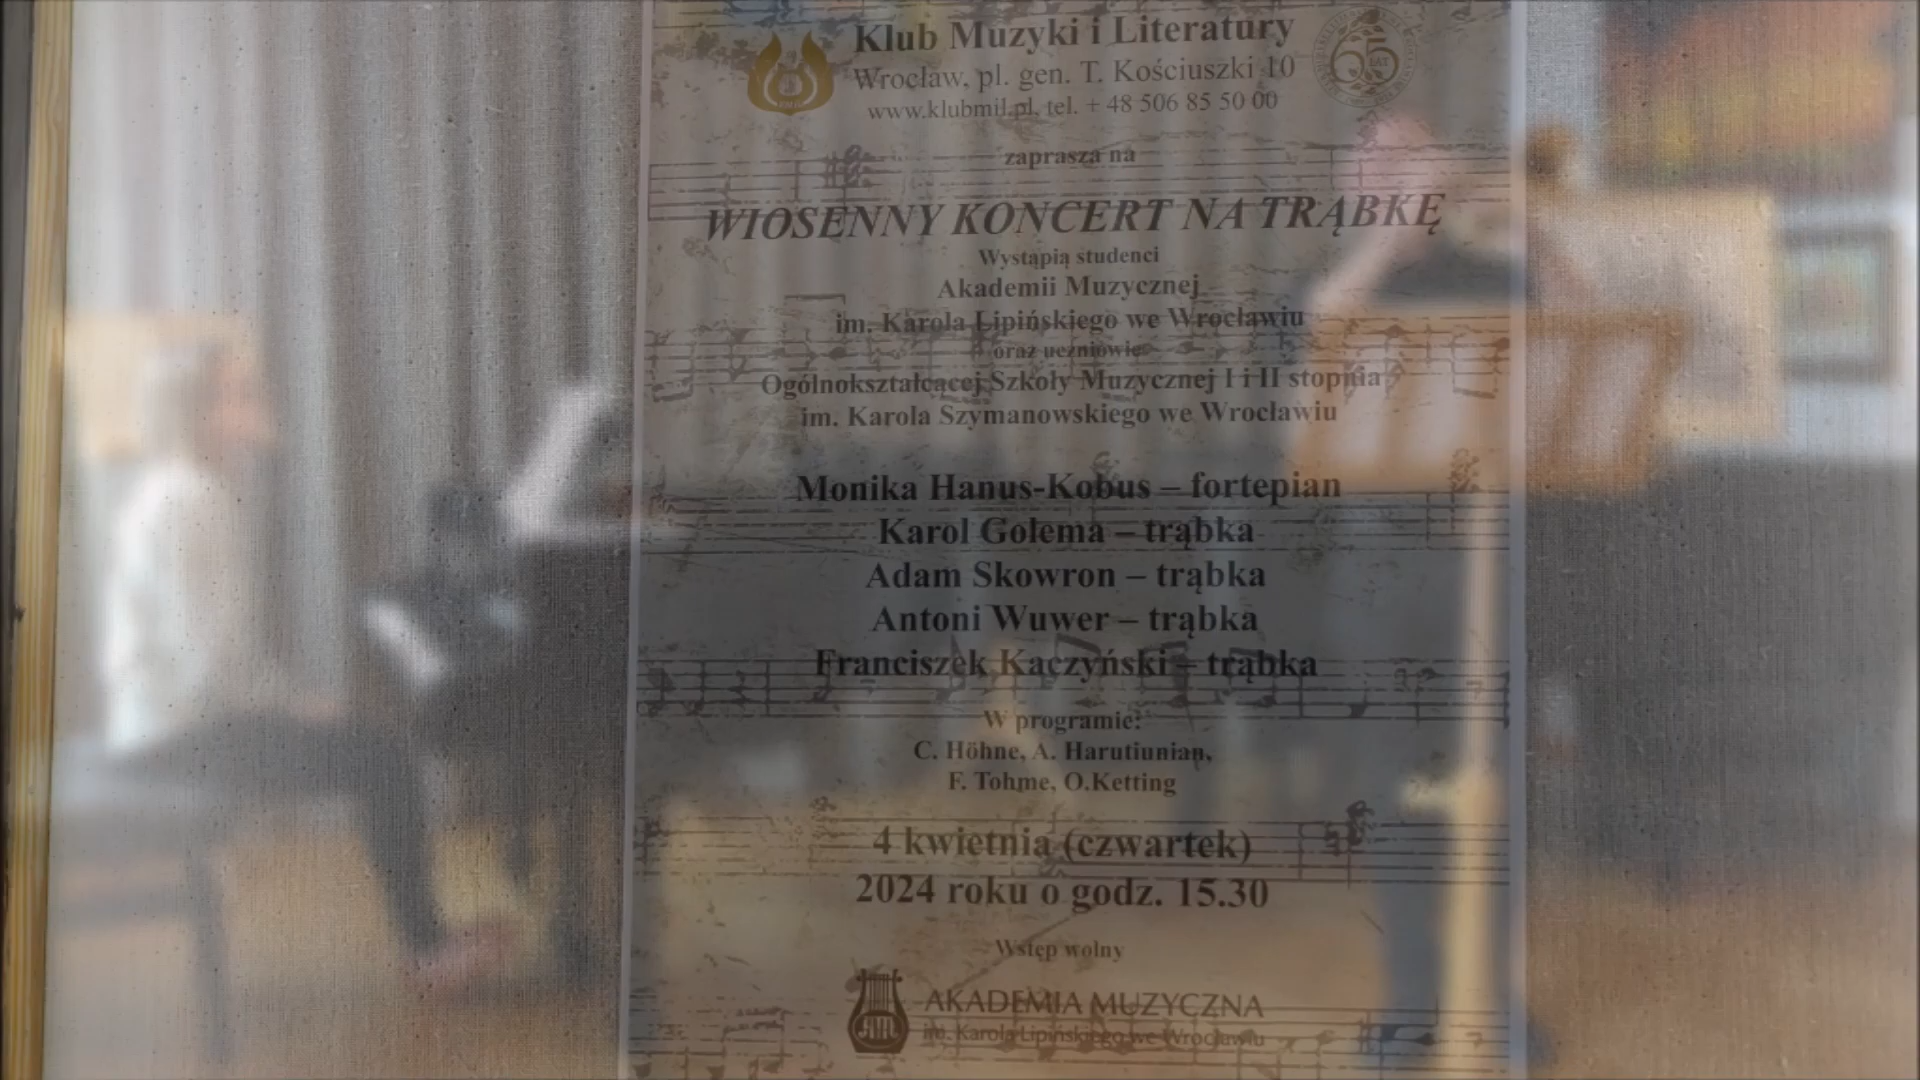 Klub Muzyki i Literatury
65 LAT
Wrocław, pl. gen. T. Kościuszki 10
www.klubmil.pl, tel. + 48 506 85 50 00
zaprasza na
WIOSENNY KONCERT NA TRĄBKĘ
Wystąpią studenci
Akademii Muzycznej
im. Karola Lipińskiego we Wrocławiu
oraz uczniowie
Ogólnokształcącej Szkoły Muzycznej I i II stopnia
im. Karola Szymanowskiego we Wrocławiu
Monika Hanus-Kobus – fortepian
Karol Golema – trąbka
Adam Skowron – trąbka
Antoni Wuwer – trąbka
Franciszek Kaczyński – trąbka
W programie:
C. Höhne, A. Harutiunian,
F. Tohme, O.Ketting
4 kwietnia (czwartek)
2024 roku o godz. 15.30
Wstęp wolny
AKADEMIA MUZYCZNA
im. Karola Lipińskiego we Wrocławiu